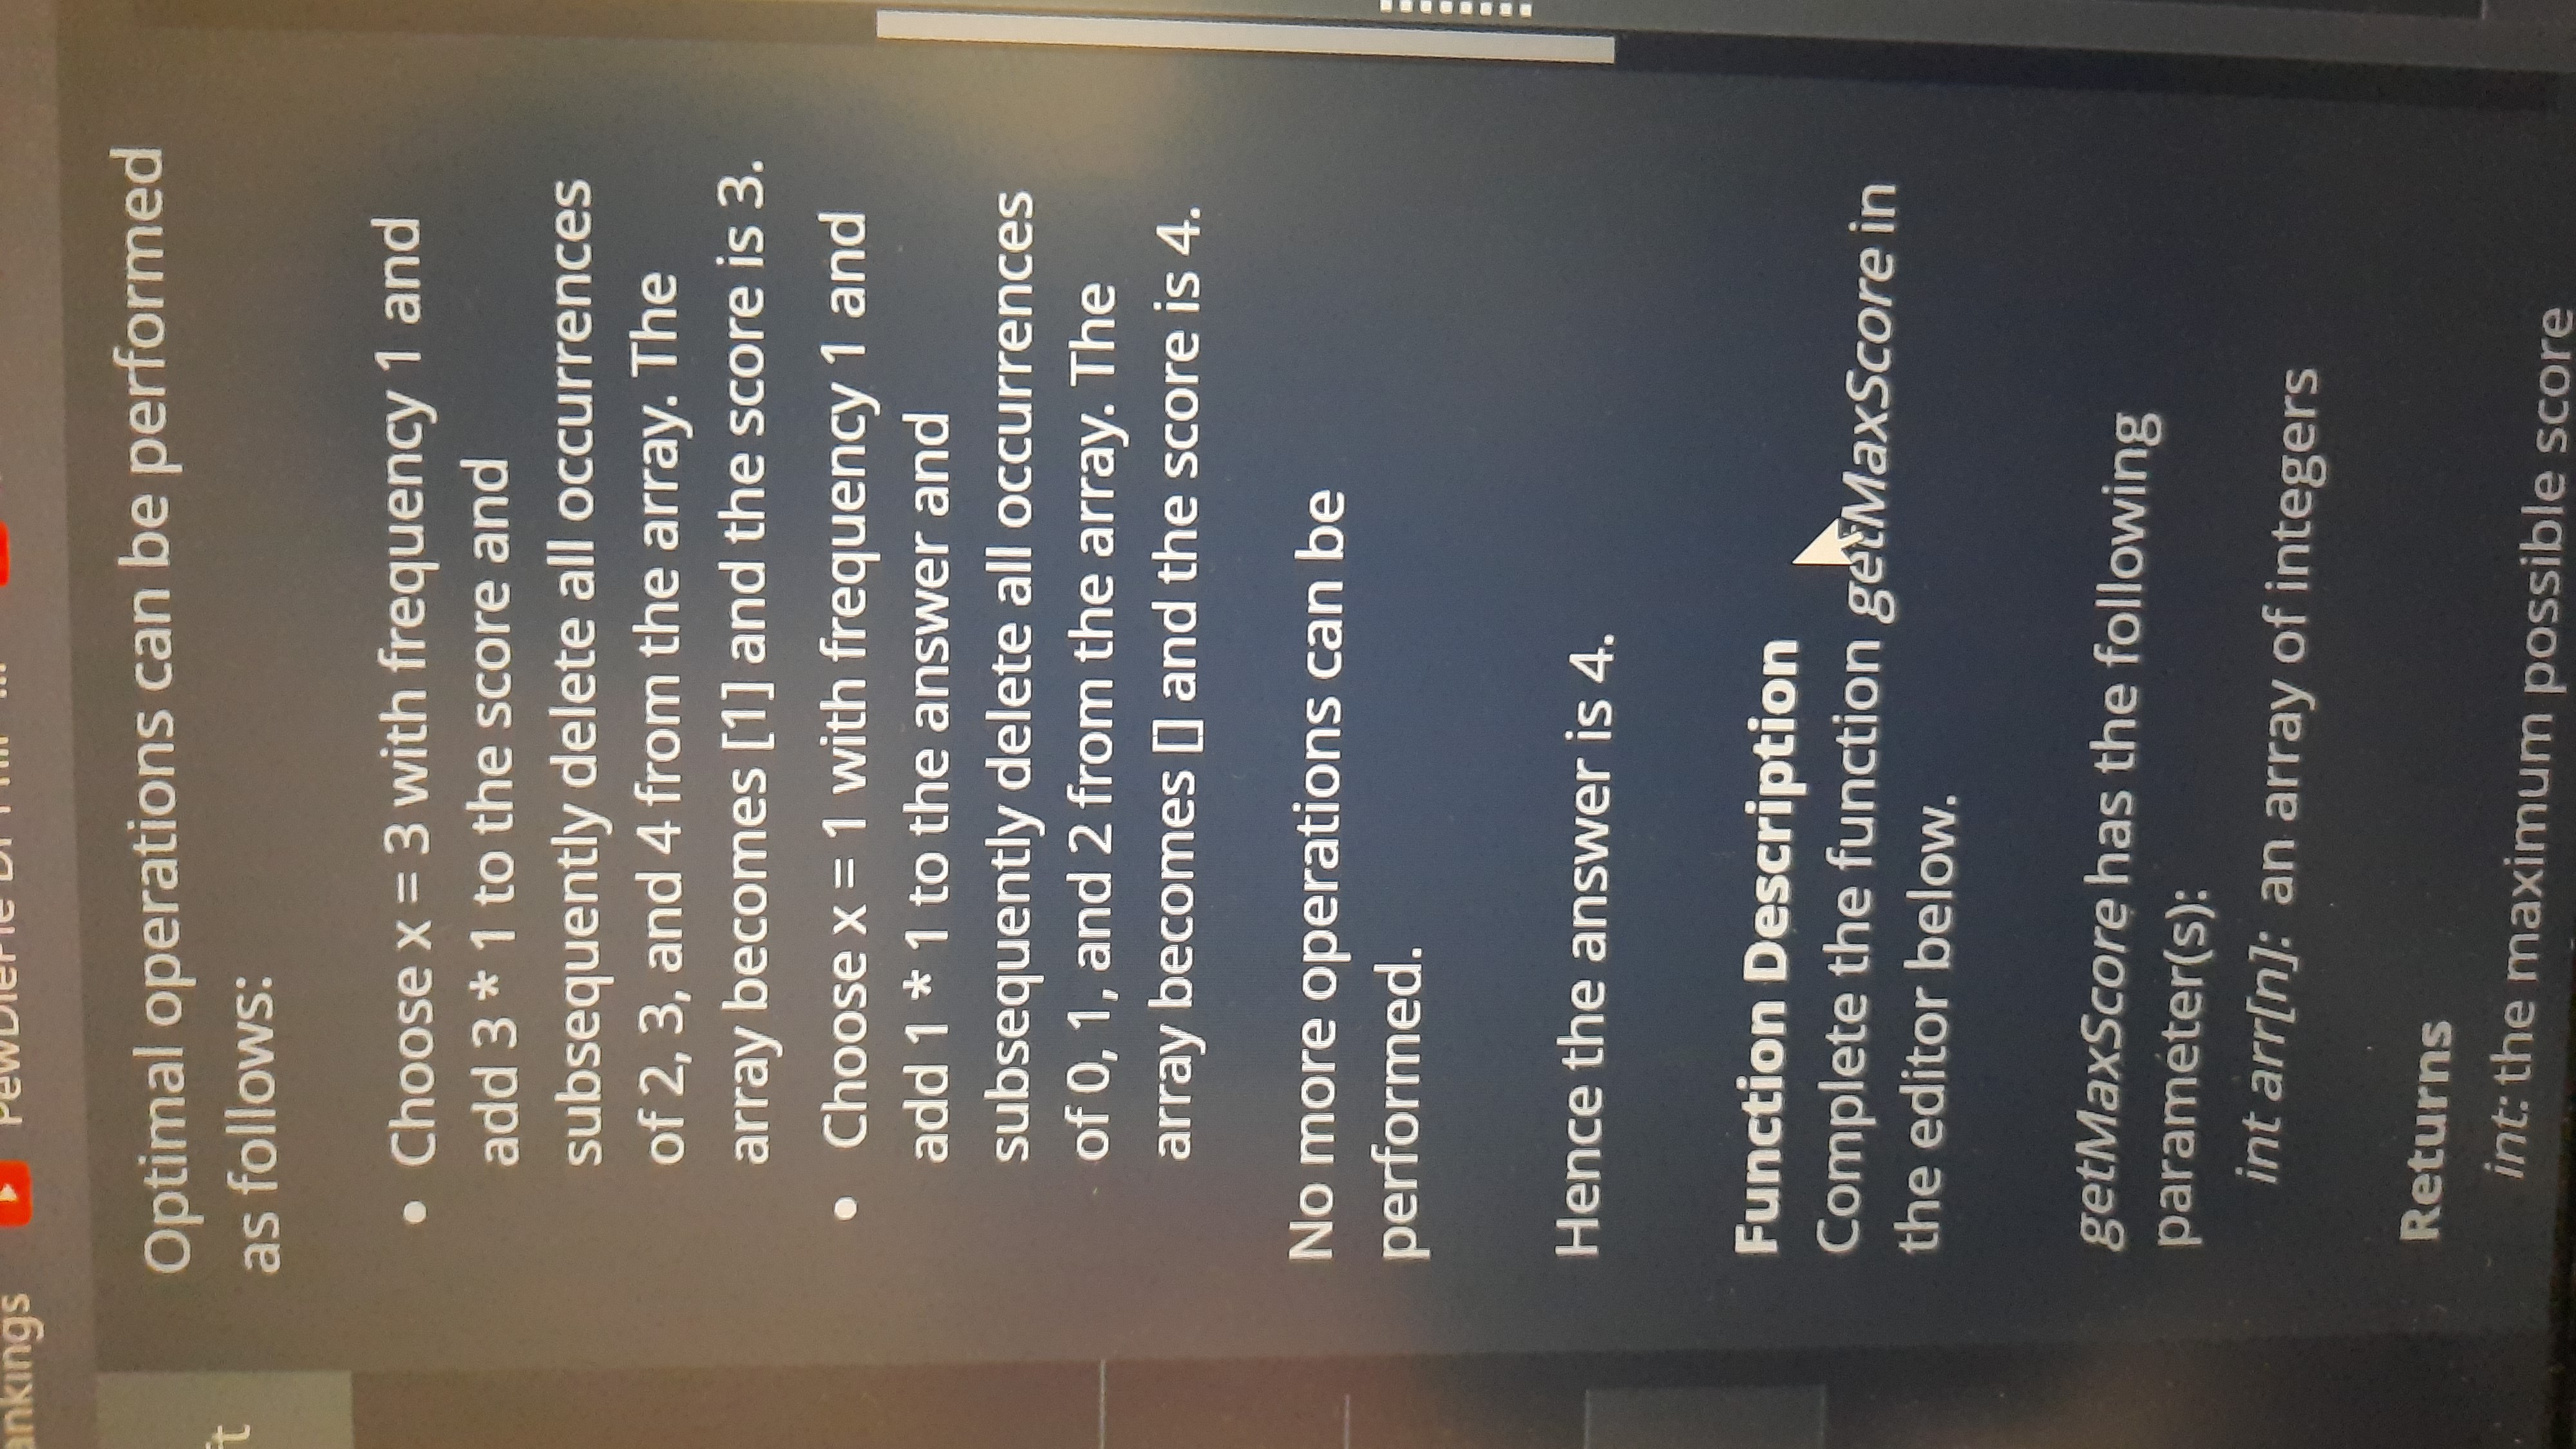 ankings
PewDiePie
ft
Optimal operations can be performed
as follows:
• Choose x = 3 with frequency 1 and
add 3 * 1 to the score and
subsequently delete all occurrences
of 2, 3, and 4 from the array. The
array becomes [1] and the score is 3.
• Choose x = 1 with frequency 1 and
add 1 * 1 to the answer and
subsequently delete all occurrences
of 0, 1, and 2 from the array. The
array becomes [] and the score is 4.
No more operations can be
performed.
Hence the answer is 4.
Function Description
Complete the function getMaxScore in
the editor below.
getMaxScore has the following
parameter(s):
int arr[n]: an array of integers
Returns
int: the maximum possible score